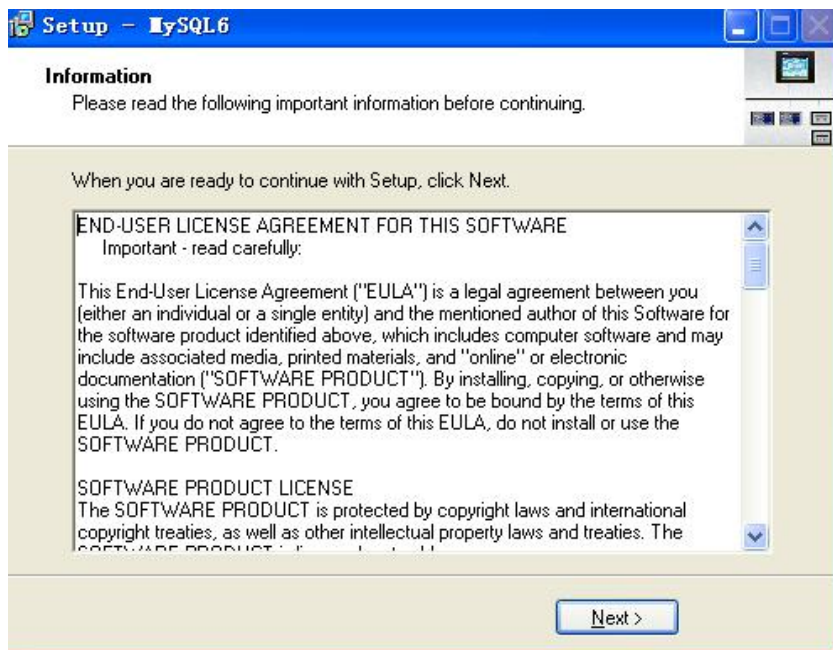 Setup - MySQL6
Information
Please read the following important information before continuing.
When you are ready to continue with Setup, click Next.
END-USER LICENSE AGREEMENT FOR THIS SOFTWARE
Important - read carefully:
This End-User License Agreement ("EULA") is a legal agreement between you
(either an individual or a single entity) and the mentioned author of this Software for
the software product identified above, which includes computer software and may
include associated media, printed materials, and "online" or electronic
documentation ("SOFTWARE PRODUCT"). By installing, copying, or otherwise
using the SOFTWARE PRODUCT, you agree to be bound by the terms of this
EULA. If you do not agree to the terms of this EULA, do not install or use the
SOFTWARE PRODUCT.
SOFTWARE PRODUCT LICENSE
The SOFTWARE PRODUCT is protected by copyright laws and international
copyright treaties, as well as other intellectual property laws and treaties. The
SOFTWARE PRODUCT
Next >